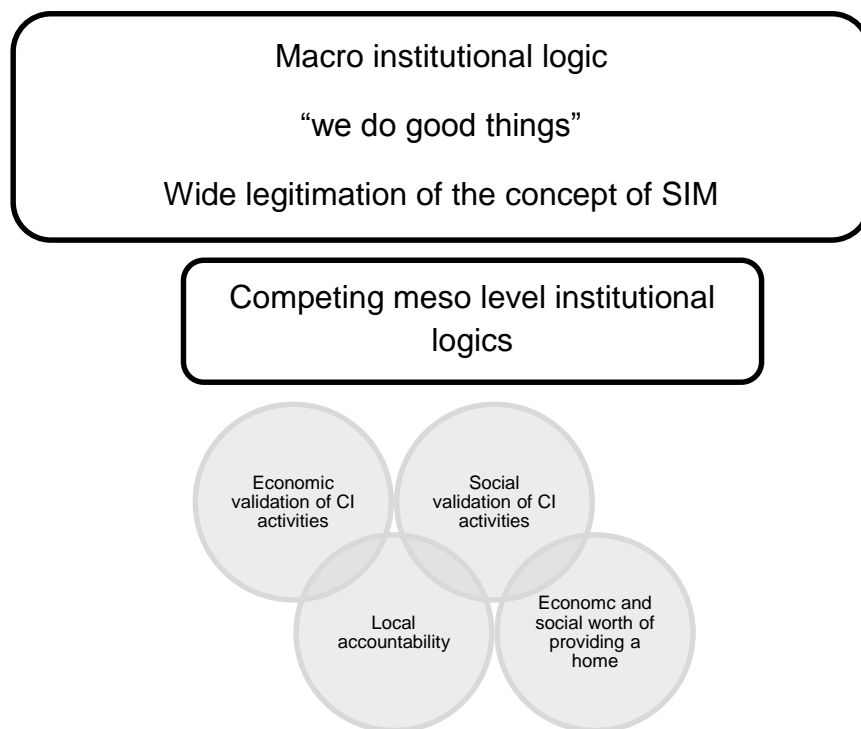 Macro institutional logic
“we do good things”
Wide legitimation of the concept of SIM
Competing meso level institutional
logics
Economic
validation of CI
activities
Social
validation of CI
activities
Local
accountability
Economc and
social worth of
providing a
home